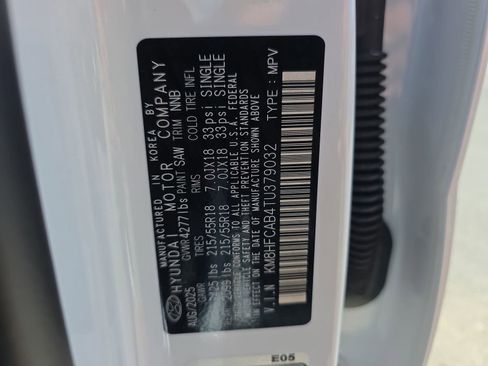 MANUFACTURED BY KOREA
HYUNDAI MOTOR COMPANY
GVWR 4277lbs PAINT SAW TRIM NNB
AUG/2025 GAWR TIRES RIMS COLD TIRE INFL
2425lbs 215/55R18 7.0JX18 33psi SINGLE
2099lbs 215/55R18 7.0JX18 33psi SINGLE
THIS VEHICLE CONFORMS TO ALL APPLICABLE U.S.A. FEDERAL
MOTOR VEHICLE SAFETY AND THEFT PREVENTION STANDARDS
IN EFFECT ON THE DATE OF MANUFACTURE SHOWN ABOVE
V.I.N KM8HFCAB4TU379032 TYPE : MPV
E05